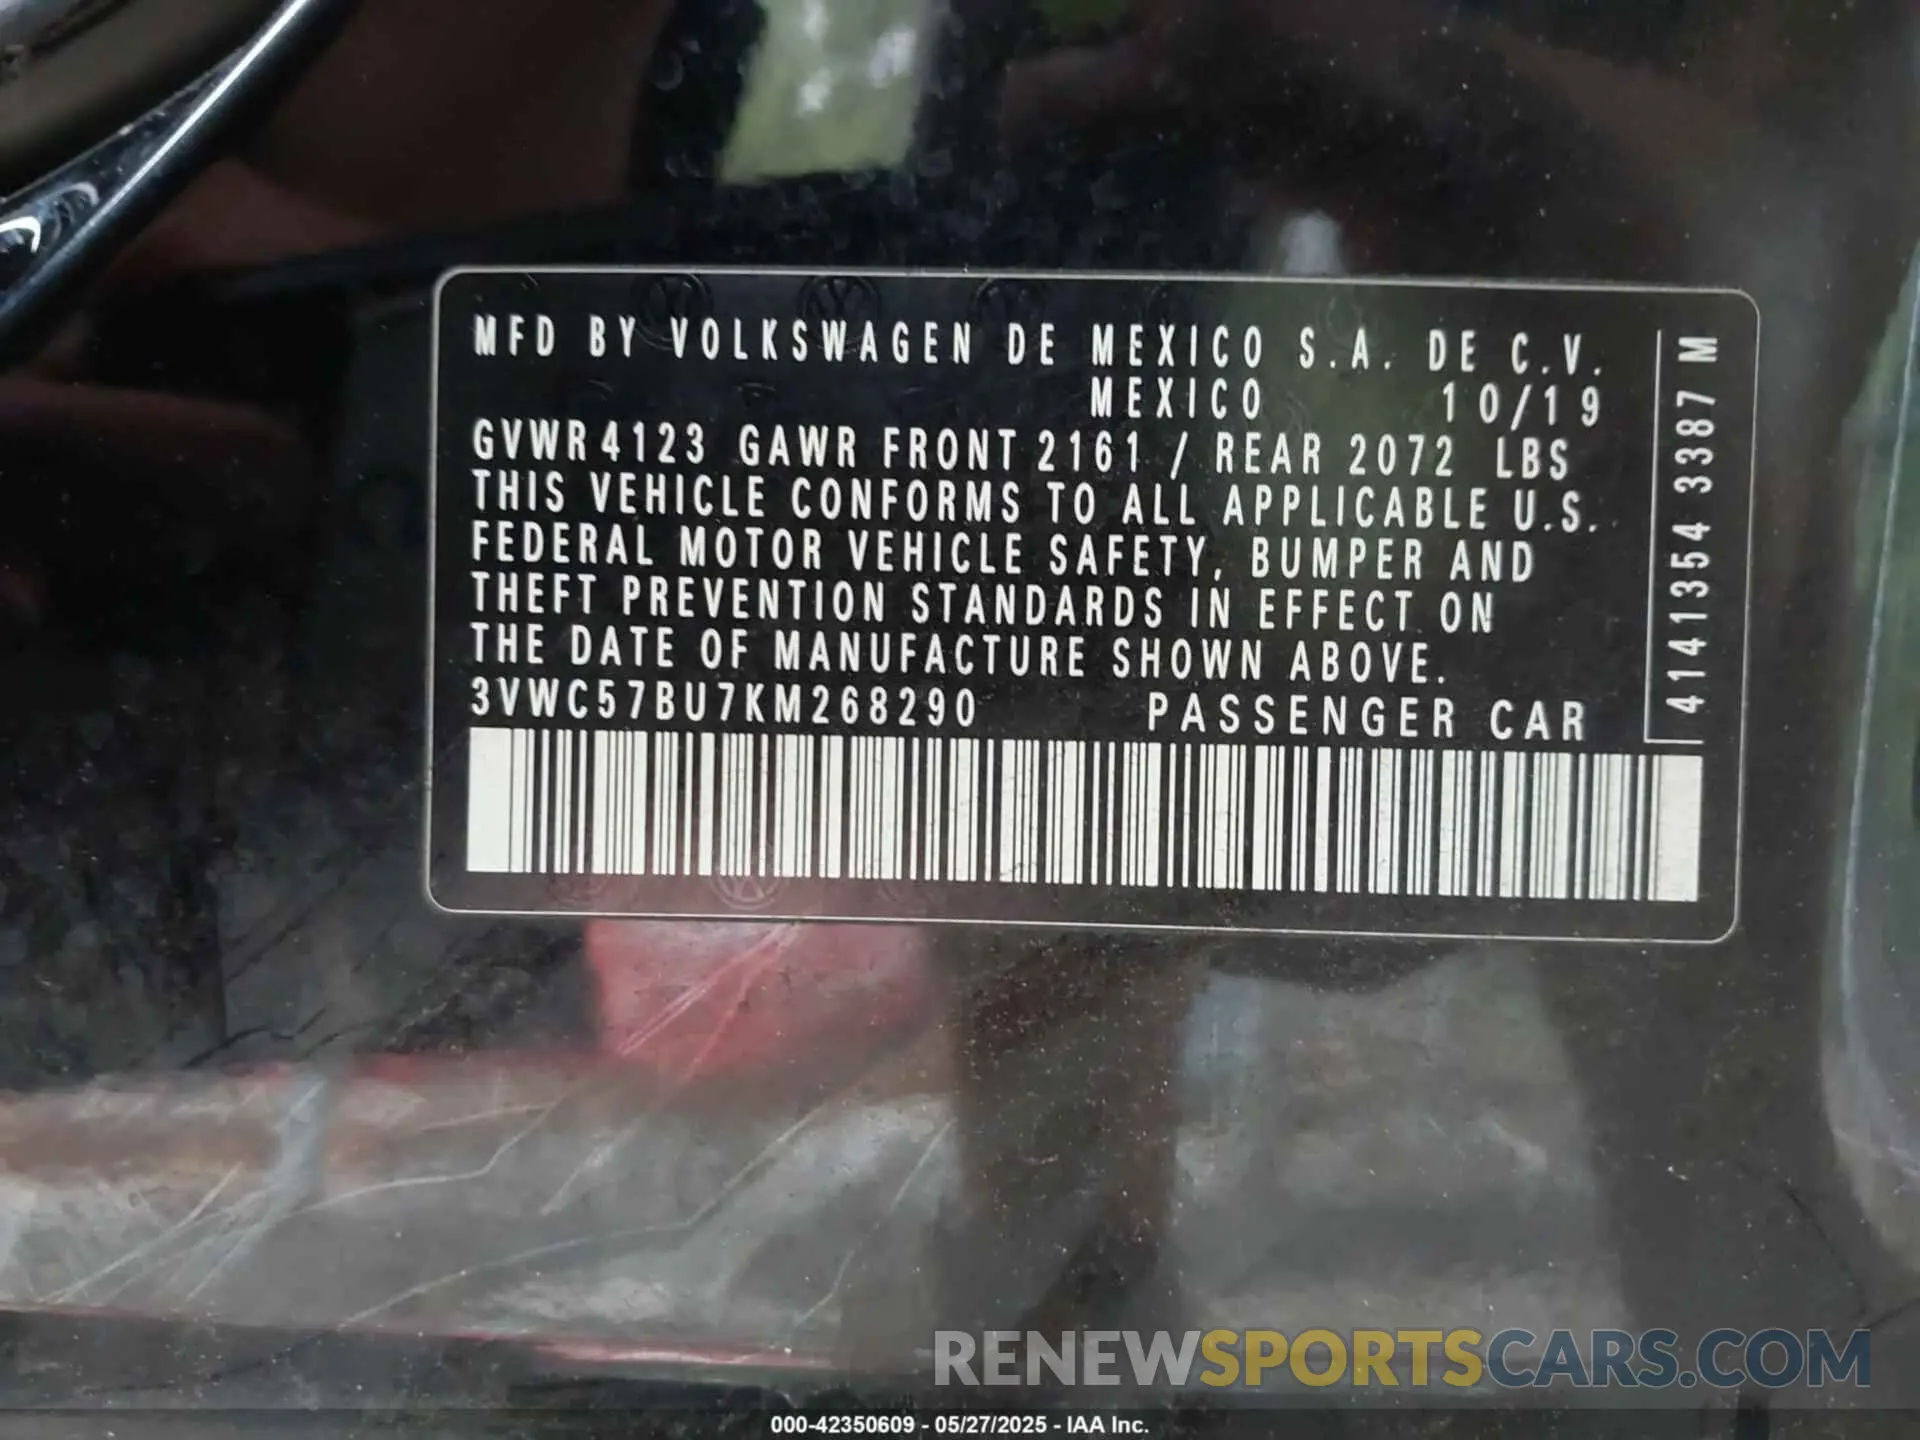 MFD BY VOLKSWAGEN DE MEXICO S.A. DE C.V.
MEXICO 10/19
GVWR 4123 GAWR FRONT 2161 / REAR 2072 LBS
THIS VEHICLE CONFORMS TO ALL APPLICABLE U.S.
FEDERAL MOTOR VEHICLE SAFETY, BUMPER AND
THEFT PREVENTION STANDARDS IN EFFECT ON
THE DATE OF MANUFACTURE SHOWN ABOVE.
3VWC57BU7KM268290 PASSENGER CAR
4141354 3387 M
RENEWSPORTSCARS.COM
000-42350609 - 05/27/2025 - IAA Inc.